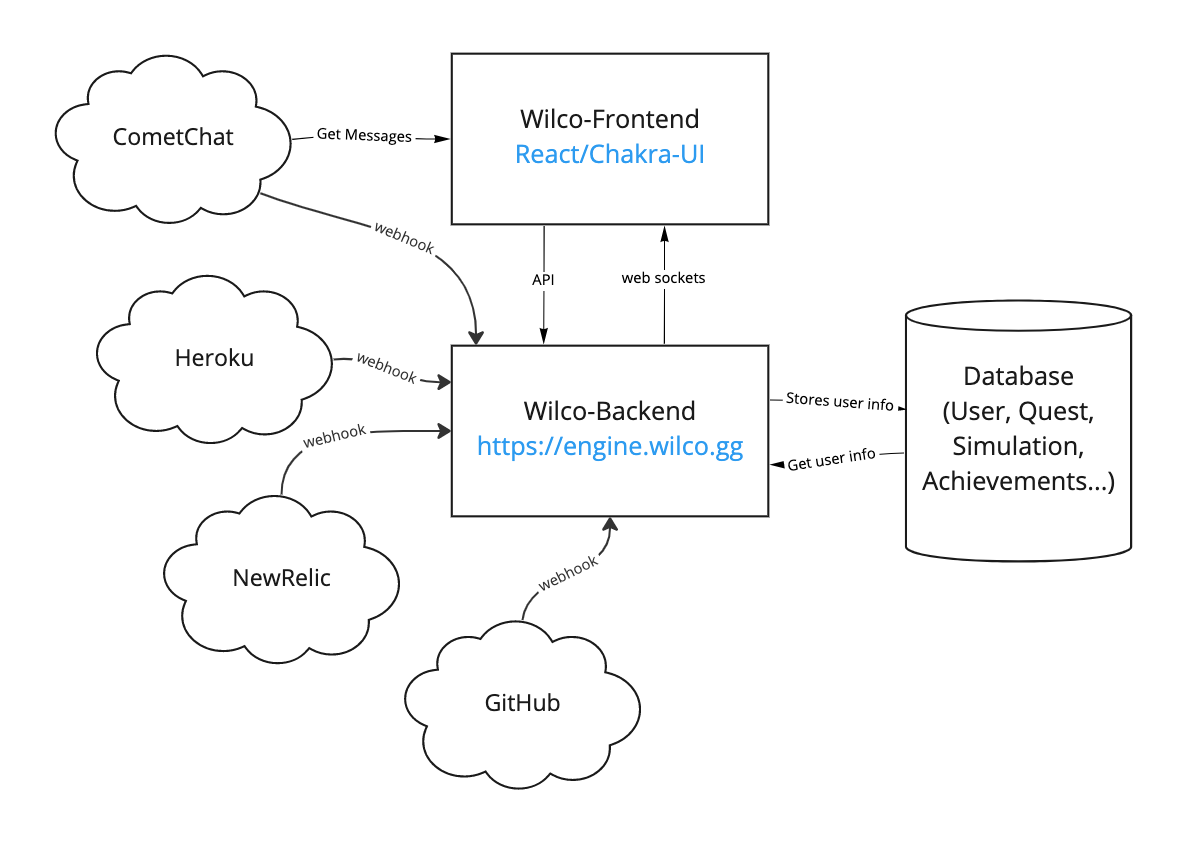 CometChat
Get Messages
Wilco-Frontend
React/Chakra-UI
webhook
API
web sockets
Heroku
webhook
Wilco-Backend
https://engine.wilco.gg
Stores user info
Get user info
Database
(User, Quest,
Simulation,
Achievements...)
webhook
NewRelic
webhook
GitHub